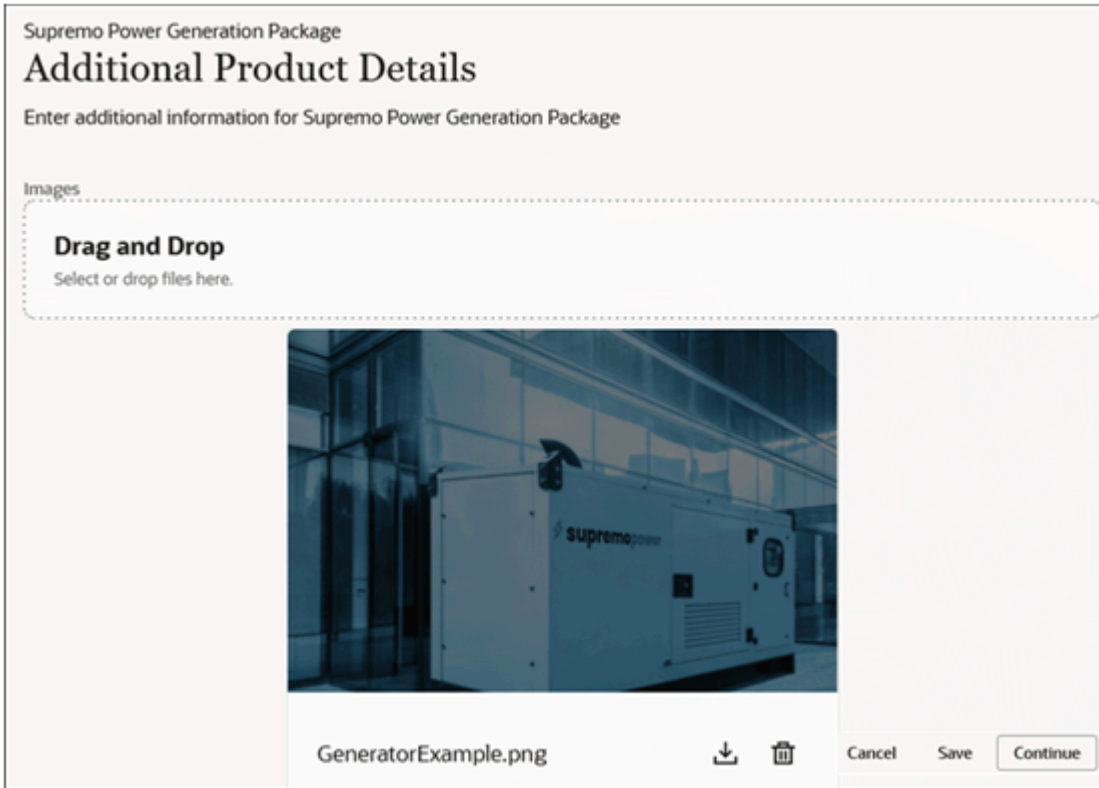 Supremo Power Generation Package
Additional Product Details
Enter additional information for Supremo Power Generation Package
Images
Drag and Drop
Select or drop files here.
supremopower
GeneratorExample.png
Cancel
Save
Continue